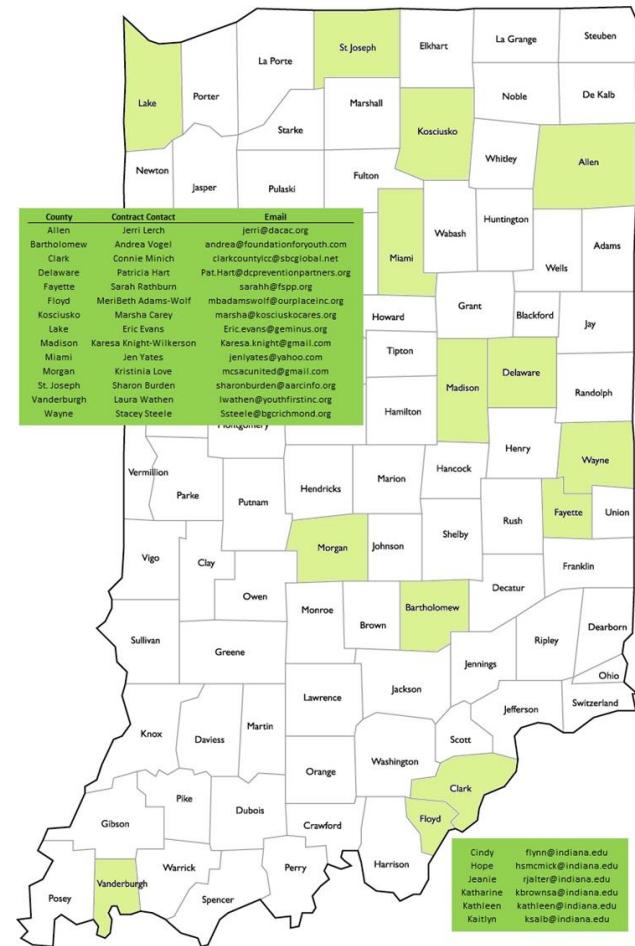 St Joseph
Elkhart
La Grange
Steuben
La Porte
Lake
Porter
Noble
De Kalb
Marshall
Starke
Kosciusko
Allen
Whitley
Newton
Jasper
Pulaski
Fulton
Wabash
Huntington
Miami
Adams
Wells
County Contract Contact Email
Allen Jerri Lerch jerri@dacac.org
Bartholomew Andrea Vogel andrea@foundationforyouth.com
Clark Connie Minich clarkcountylcc@sbcglobal.net
Delaware Patricia Hart Pat.Hart@dcpreventionpartners.org
Fayette Sarah Rathburn sarahh@fspp.org
Floyd MeriBeth Adams-Wolf mbadamswolf@ourplaceinc.org
Kosciusko Marsha Carey marsha@kosciuskocares.org
Lake Eric Evans Eric.evans@geminus.org
Madison Karesa Knight-Wilkerson Karesa.knight@gmail.com
Miami Jen Yates jenlyates@yahoo.com
Morgan Kristinia Love mcsacunited@gmail.com
St. Joseph Sharon Burden sharonburden@aarcinfo.org
Vanderburgh Laura Wathen lwathen@youthfirstinc.org
Wayne Stacey Steele Ssteele@bgcrichmond.org
Grant
Blackford
Howard
Jay
Tipton
Madison
Delaware
Randolph
Hamilton
Montgomery
Henry
Wayne
Vermillion
Hendricks
Marion
Hancock
Parke
Putnam
Fayette
Union
Rush
Shelby
Morgan
Johnson
Vigo
Clay
Franklin
Owen
Decatur
Monroe
Bartholomew
Brown
Dearborn
Sullivan
Ripley
Greene
Jennings
Ohio
Jackson
Lawrence
Switzerland
Jefferson
Knox
Daviess
Martin
Scott
Washington
Orange
Clark
Pike
Dubois
Gibson
Crawford
Floyd
Harrison
Warrick
Perry
Vanderburgh
Posey
Spencer
Cindy flynn@indiana.edu
Hope hsmcmick@indiana.edu
Jeanie rjalter@indiana.edu
Katharine kbrownsa@indiana.edu
Kathleen kathleen@indiana.edu
Kaitlyn ksalb@indiana.edu